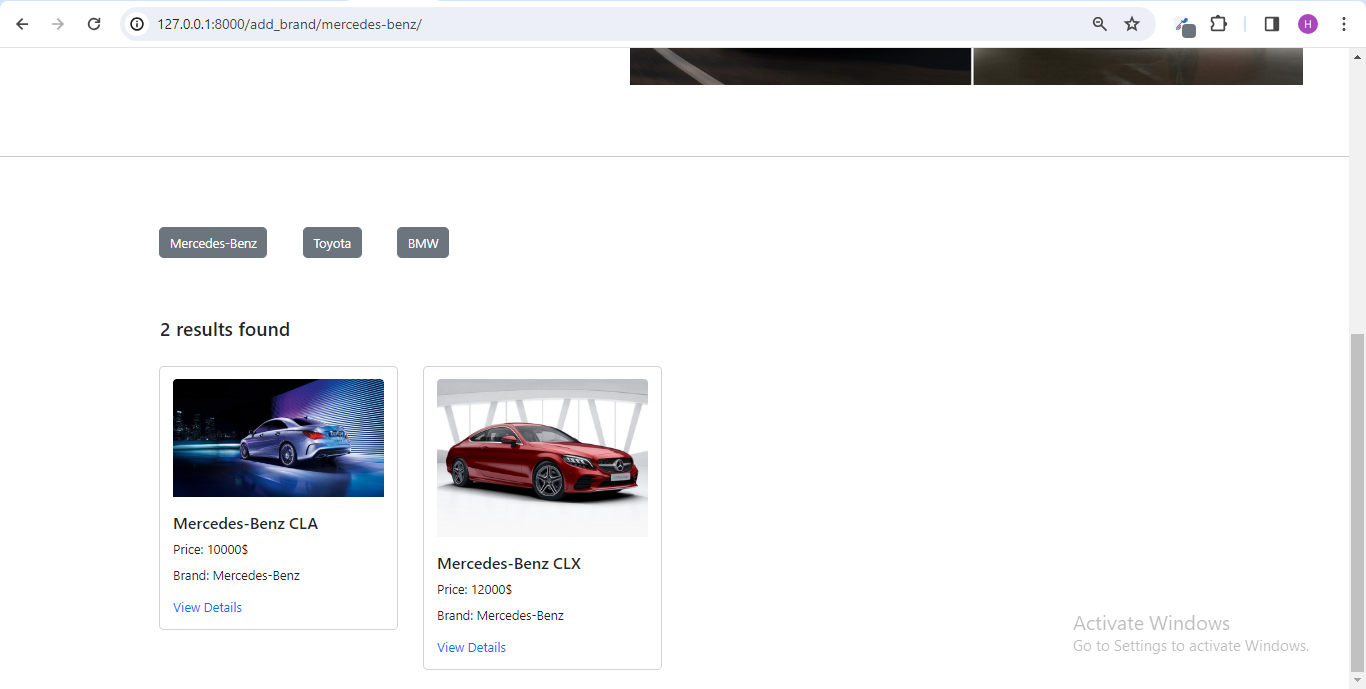 127.0.0.1:8000/add_brand/mercedes-benz/
H
Mercedes-Benz
Toyota
BMW
2 results found
Mercedes-Benz CLA
Price: 10000$
Brand: Mercedes-Benz
View Details
Mercedes-Benz CLX
Price: 12000$
Brand: Mercedes-Benz
View Details
Activate Windows
Go to Settings to activate Windows.